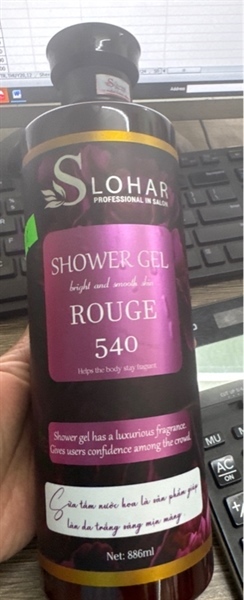 SLOHAR
PROFESSIONAL IN SALON
SHOWER GEL
bright and smooth skin
ROUGE
540
Helps the body stay fragrant
Shower gel has a luxurious fragrance.
Gives users confidence among the crowd.
Sữa tắm nước hoa là sản phẩm giúp
làn da trắng sáng mịn màng.
Net: 886ml
MU
AC
ON